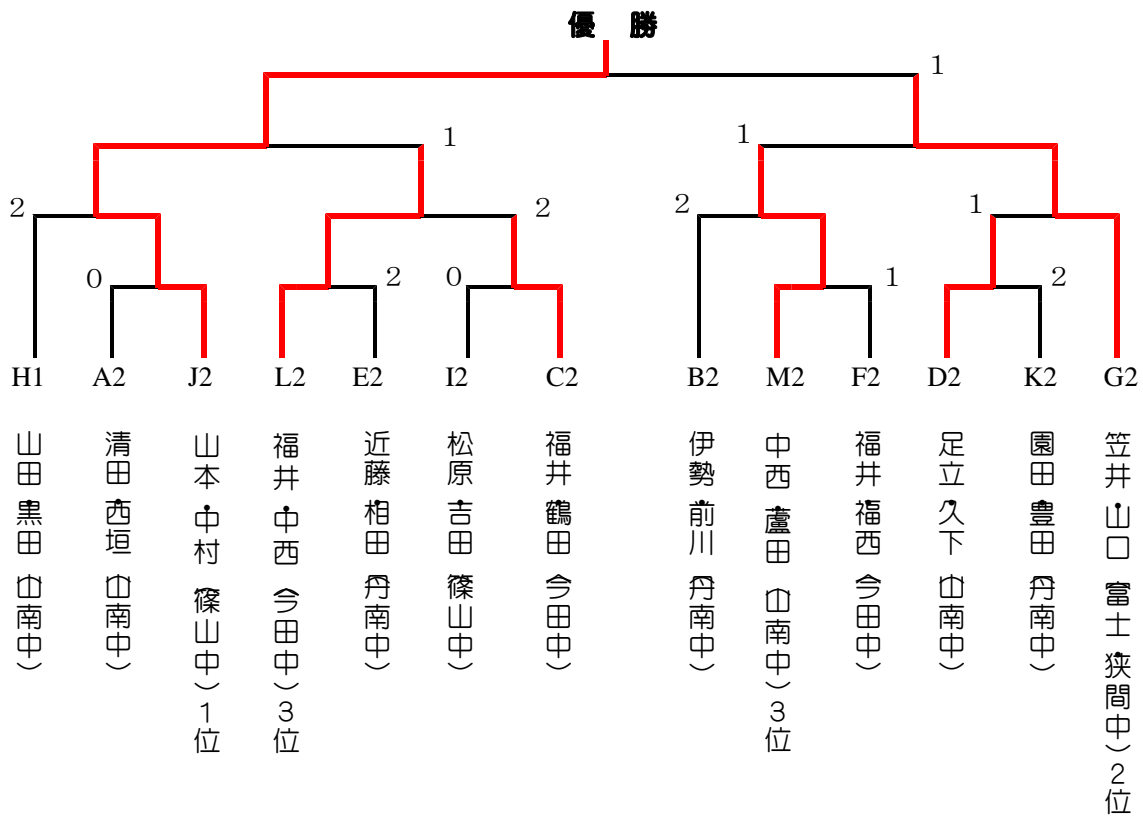 優 勝
1
1
1
2
2
2
1
0
2
0
1
2
H1
A2
J2
L2
E2
I2
C2
B2
M2
F2
D2
K2
G2
山田・黒田（山南中）
清田・西垣（山南中）
山本・中村（篠山中）1位
福井・中西（今田中）3位
近藤・相田（丹南中）
松原・吉田（篠山中）
福井・鶴田（今田中）
伊勢・前川（丹南中）
中西・蘆田（山南中）3位
福井・福西（今田中）
足立・久下（山南中）
園田・豊田（丹南中）
笠井・山口（富士・狭間中）2位